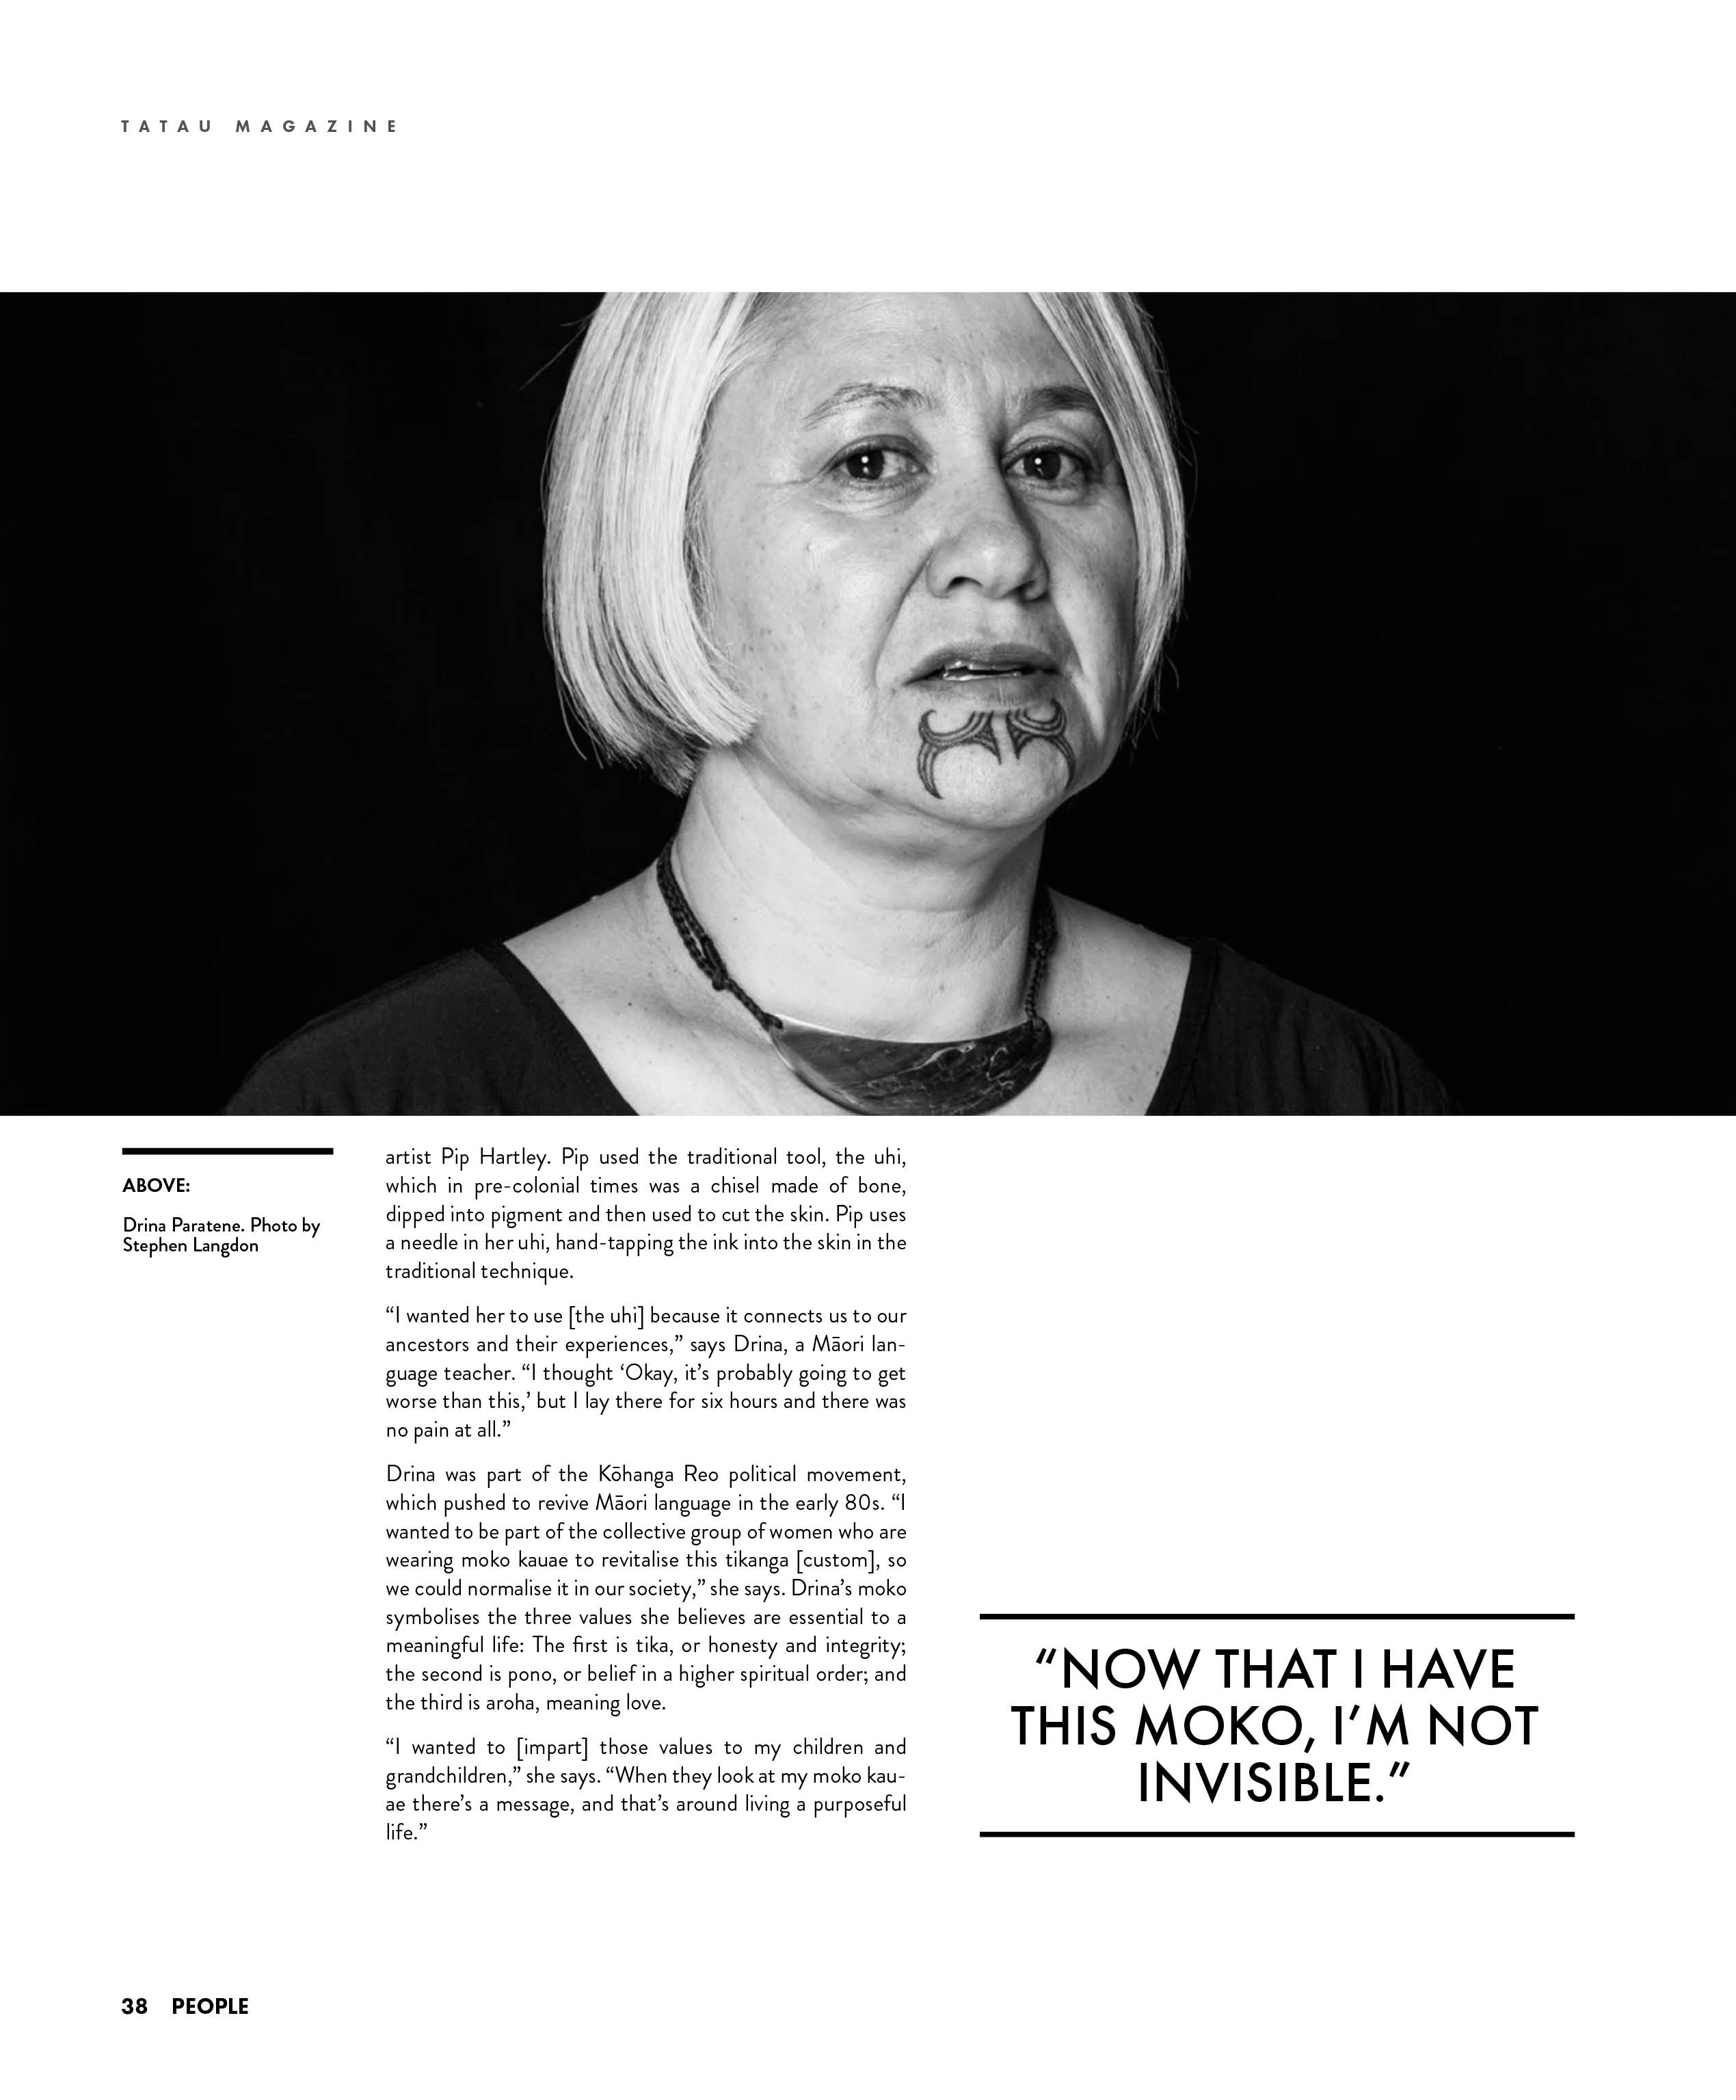 TATAU MAGAZINE
ABOVE:
Drina Paratene. Photo by
Stephen Langdon
artist Pip Hartley. Pip used the traditional tool, the uhi,
which in pre-colonial times was a chisel made of bone,
dipped into pigment and then used to cut the skin. Pip uses
a needle in her uhi, hand-tapping the ink into the skin in the
traditional technique.
“I wanted her to use [the uhi] because it connects us to our
ancestors and their experiences,” says Drina, a Māori lan-
guage teacher. “I thought ‘Okay, it’s probably going to get
worse than this,’ but I lay there for six hours and there was
no pain at all.”
Drina was part of the Kōhanga Reo political movement,
which pushed to revive Māori language in the early 80s. “I
wanted to be part of the collective group of women who are
wearing moko kauae to revitalise this tikanga [custom], so
we could normalise it in our society,” she says. Drina’s moko
symbolises the three values she believes are essential to a
meaningful life: The first is tika, or honesty and integrity;
the second is pono, or belief in a higher spiritual order; and
the third is aroha, meaning love.
“I wanted to [impart] those values to my children and
grandchildren,” she says. “When they look at my moko kau-
ae there’s a message, and that’s around living a purposeful
life.”
“NOW THAT I HAVE
THIS MOKO, I’M NOT
INVISIBLE.”
38 PEOPLE